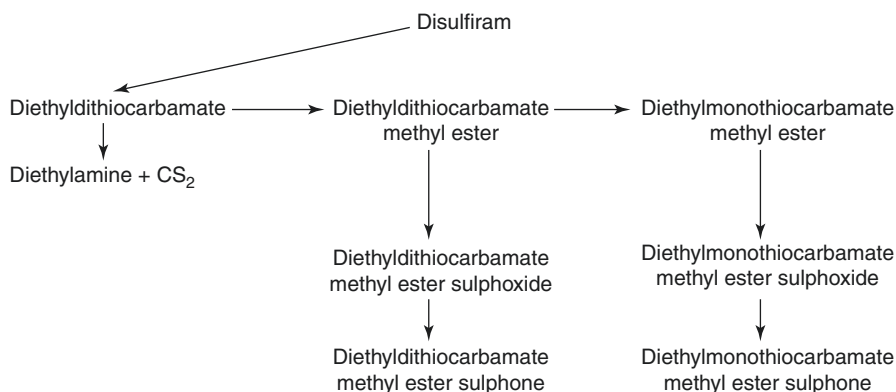 Disulfiram
Diethyldithiocarbamate
Diethyldithiocarbamate
methyl ester
Diethylmonothiocarbamate
methyl ester
Diethylamine + CS₂
Diethyldithiocarbamate
methyl ester sulphoxide
Diethylmonothiocarbamate
methyl ester sulphoxide
Diethyldithiocarbamate
methyl ester sulphone
Diethylmonothiocarbamate
methyl ester sulphone